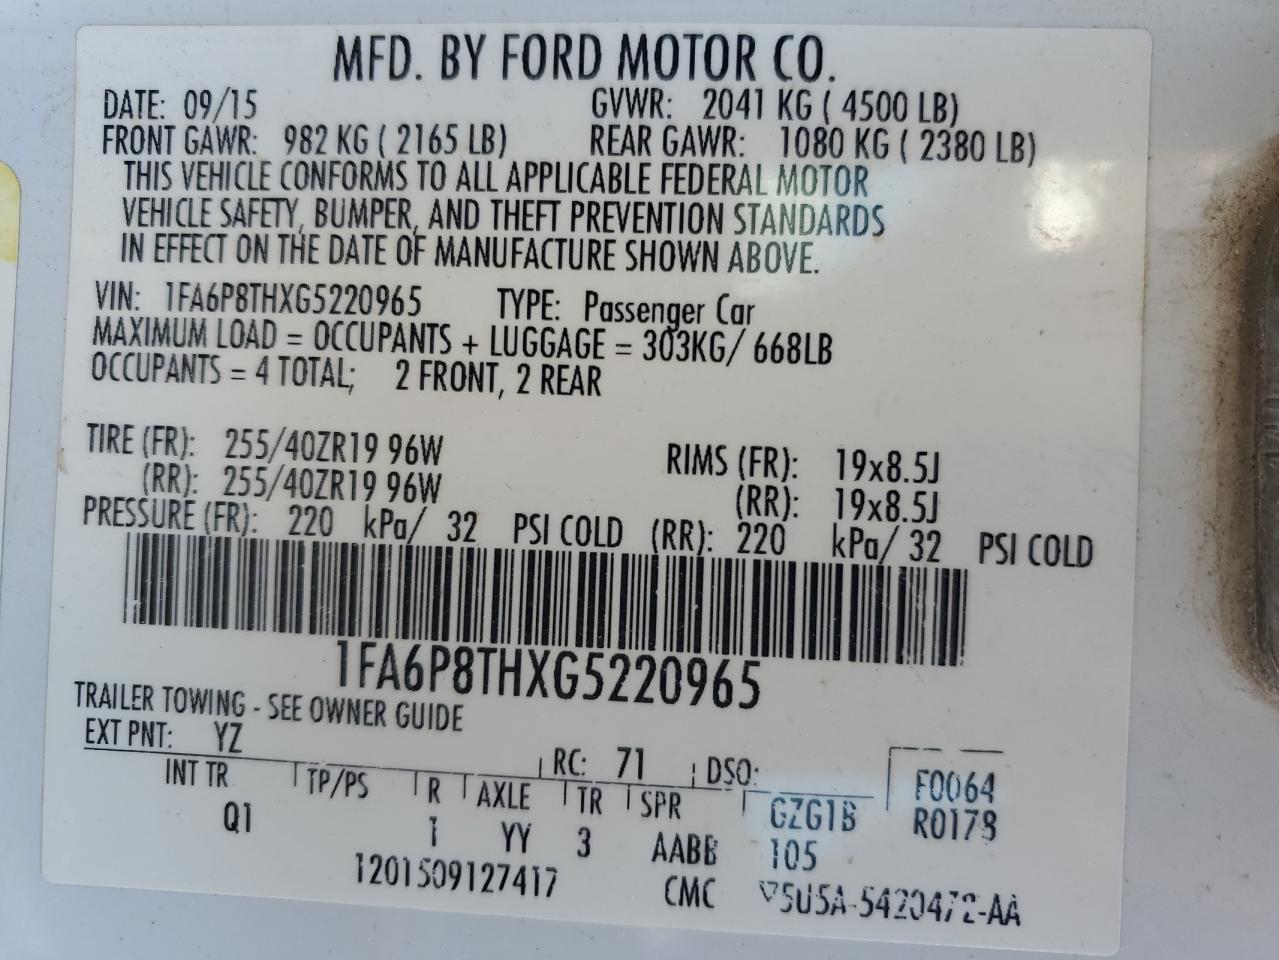 MFD. BY FORD MOTOR CO.
DATE: 09/15 GVWR: 2041 KG ( 4500 LB)
FRONT GAWR: 982 KG ( 2165 LB) REAR GAWR: 1080 KG ( 2380 LB)
THIS VEHICLE CONFORMS TO ALL APPLICABLE FEDERAL MOTOR
VEHICLE SAFETY, BUMPER, AND THEFT PREVENTION STANDARDS
IN EFFECT ON THE DATE OF MANUFACTURE SHOWN ABOVE.
VIN: 1FA6P8THXG5220965 TYPE: Passenger Car
MAXIMUM LOAD = OCCUPANTS + LUGGAGE = 303KG/ 668LB
OCCUPANTS = 4 TOTAL; 2 FRONT, 2 REAR
TIRE (FR): 255/40ZR19 96W RIMS (FR): 19x8.5J
(RR): 255/40ZR19 96W (RR): 19x8.5J
PRESSURE (FR): 220 kPa/ 32 PSI COLD (RR): 220 kPa/ 32 PSI COLD
1FA6P8THXG5220965
TRAILER TOWING - SEE OWNER GUIDE
EXT PNT: YZ RC: 71 DSO: F0064
INT TR TP/PS R AXLE TR SPR GZG1B R0178
Q1 1 YY 3 AABB 105
1201509127417 CMC